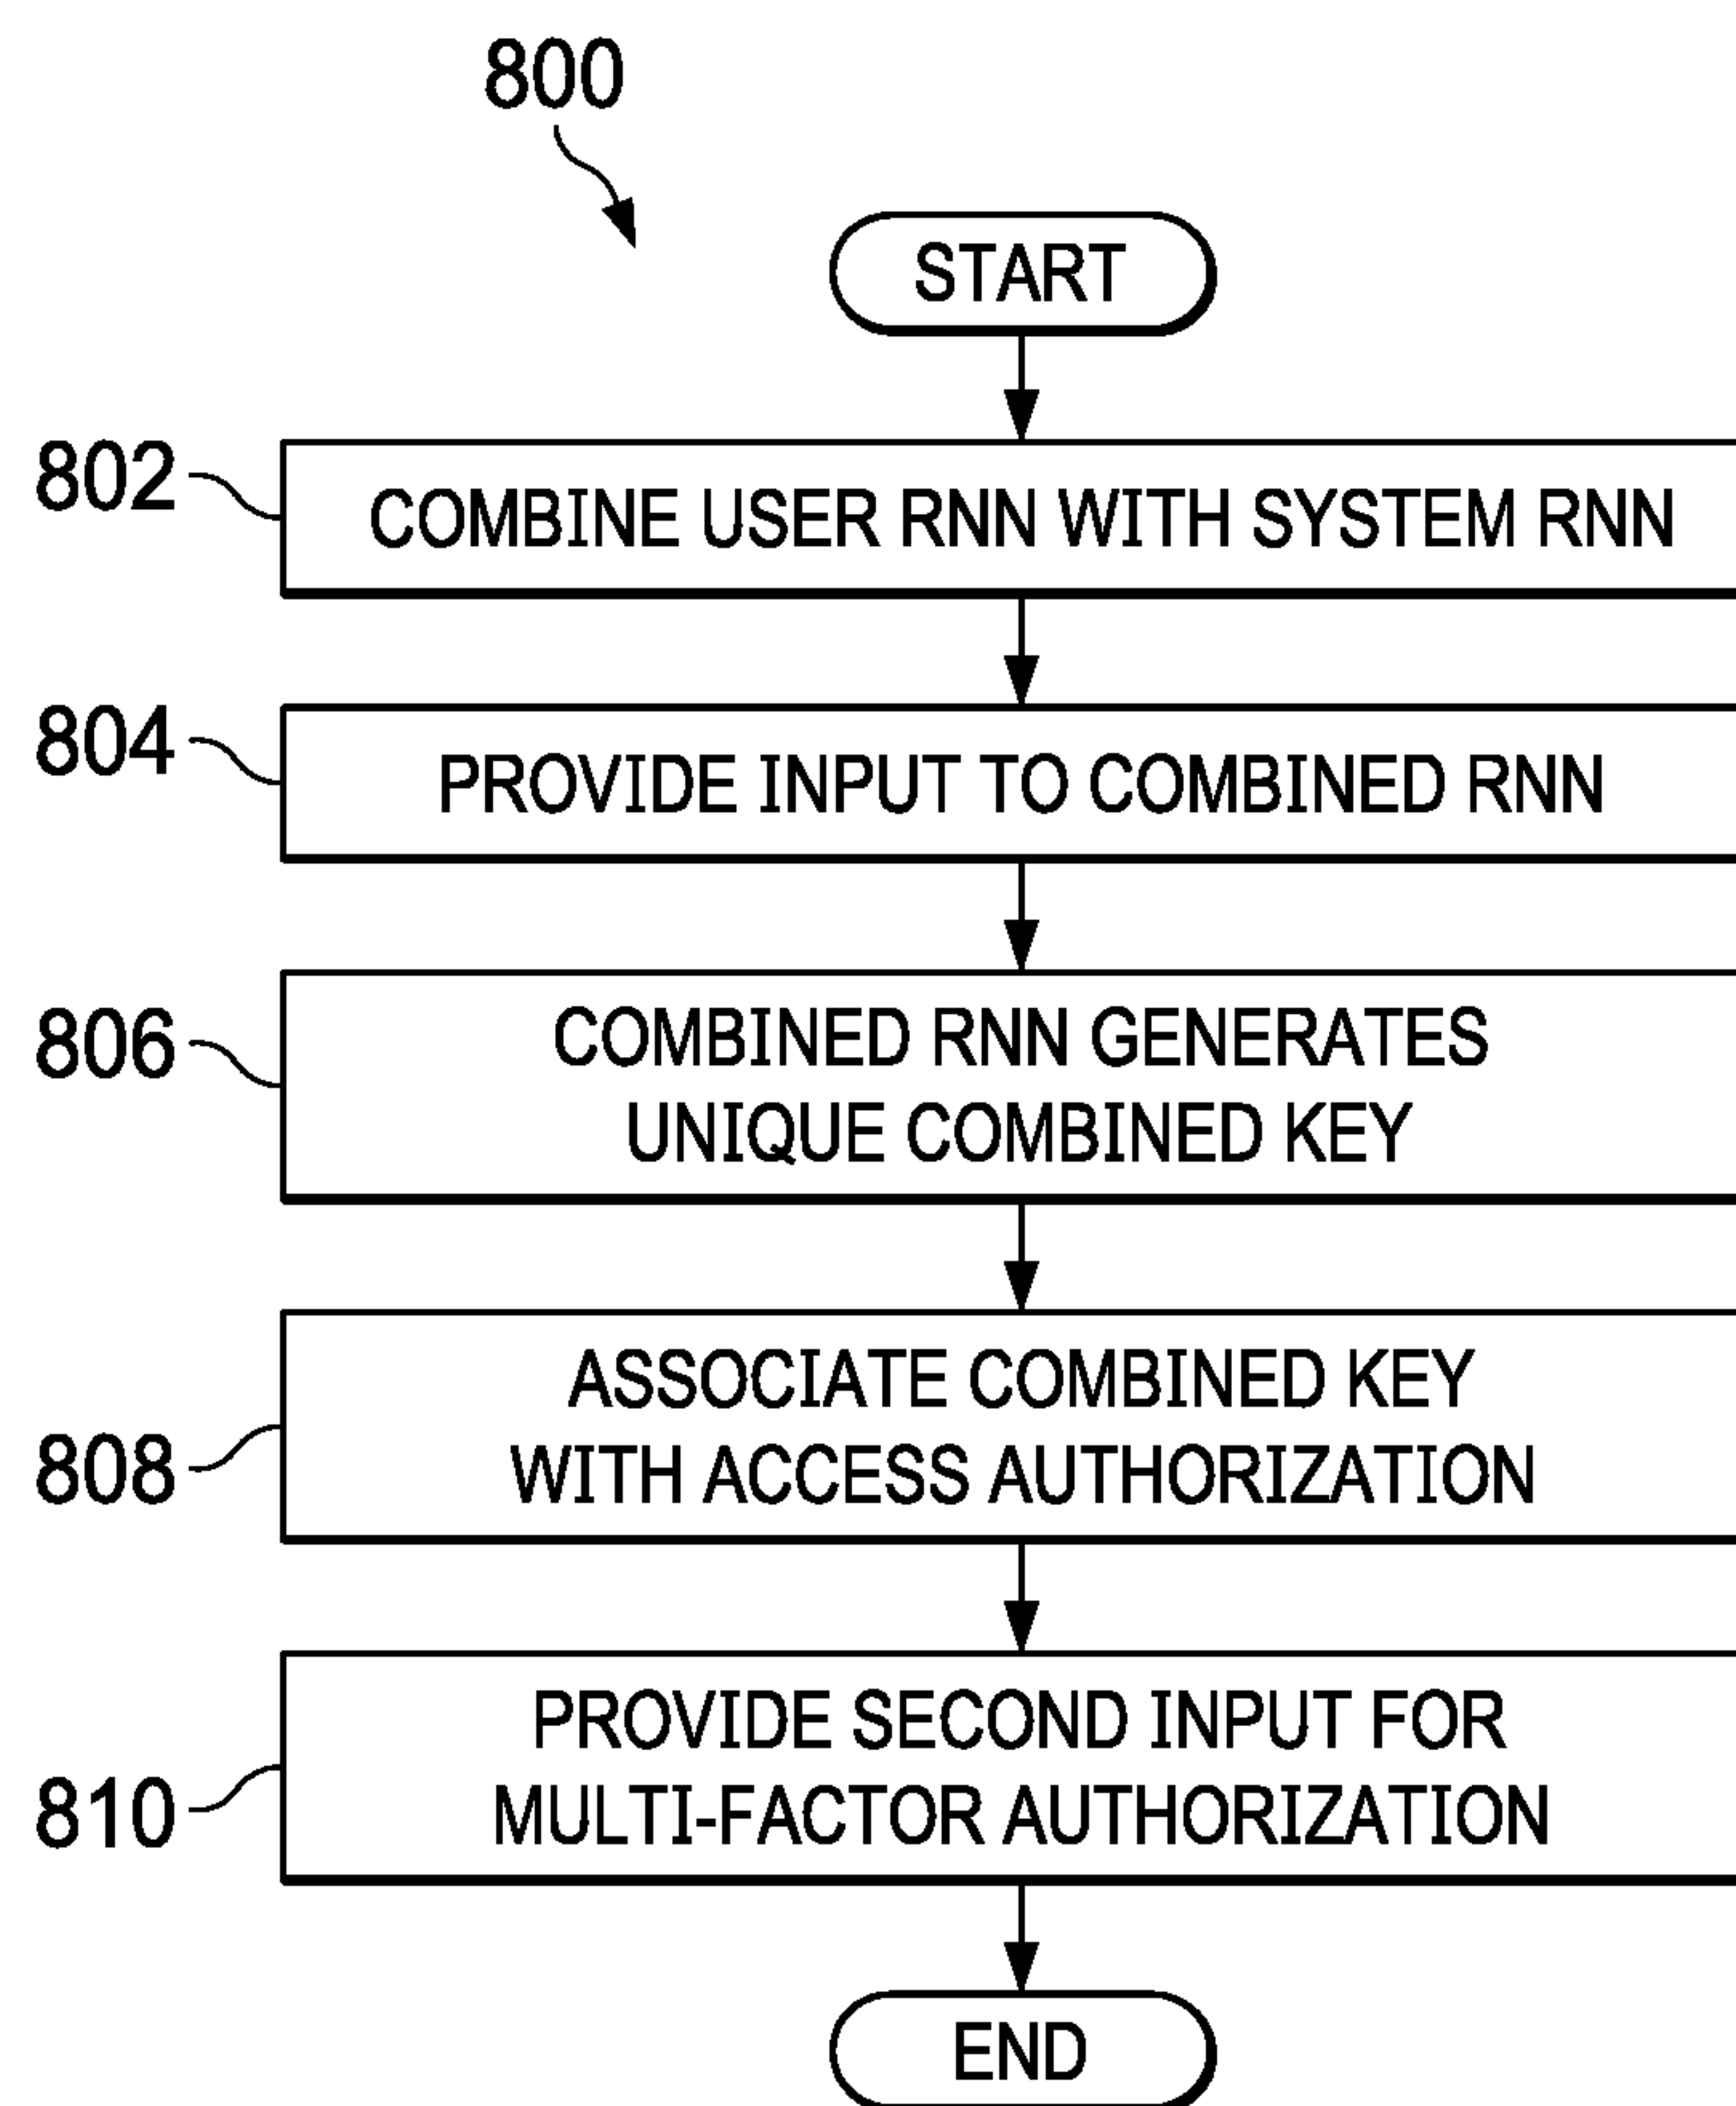 800
START
802
COMBINE USER RNN WITH SYSTEM RNN
804
PROVIDE INPUT TO COMBINED RNN
806
COMBINED RNN GENERATES
UNIQUE COMBINED KEY
808
ASSOCIATE COMBINED KEY
WITH ACCESS AUTHORIZATION
810
PROVIDE SECOND INPUT FOR
MULTI-FACTOR AUTHORIZATION
END